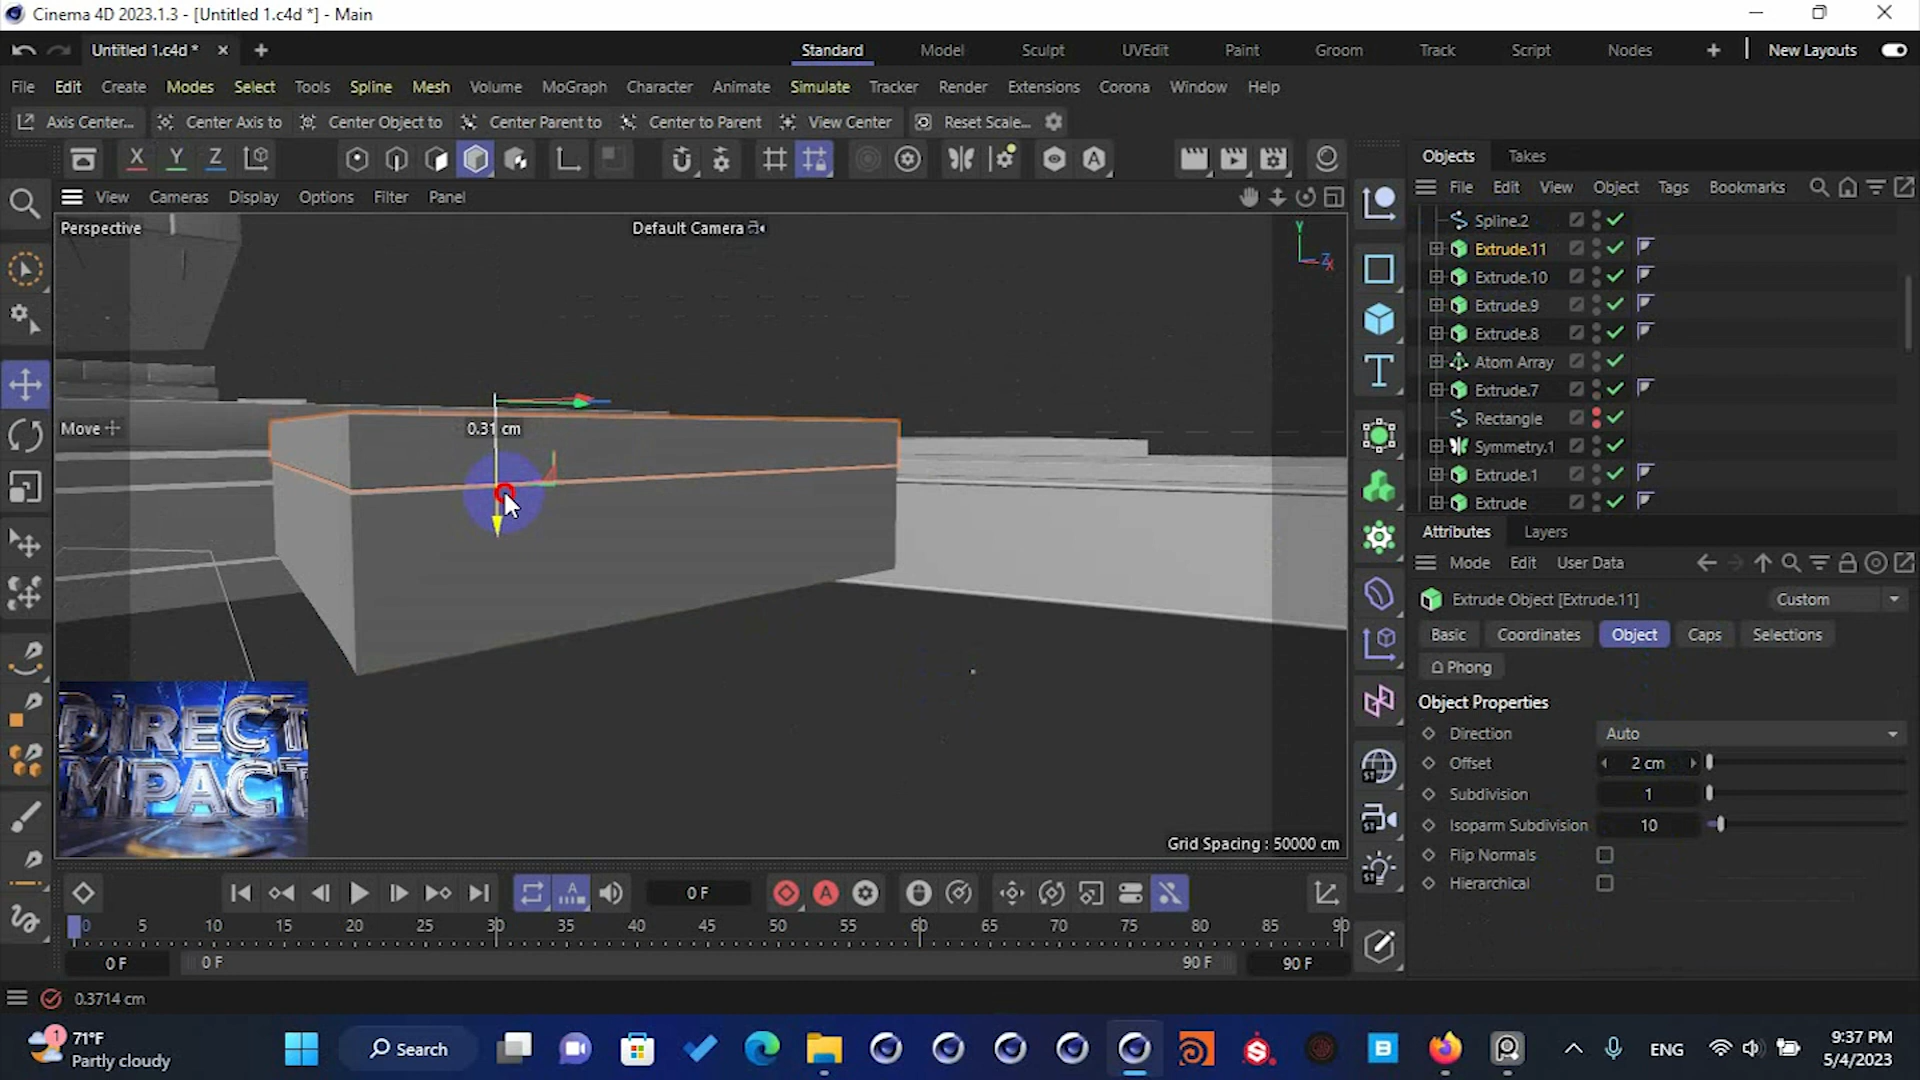 Cinema 4D 2023.1.3 - [Untitled 1.c4d *] - Main
Untitled 1.c4d *
Standard Model Sculpt UVEdit Paint Groom Track Script Nodes New Layouts
File Edit Create Modes Select Tools Spline Mesh Volume MoGraph Character Animate Simulate Tracker Render Extensions Corona Window Help
Axis Center... Center Axis to Center Object to Center Parent to Center to Parent View Center Reset Scale...
X Y Z
Objects Takes
View Cameras Display Options Filter Panel
File Edit View Object Tags Bookmarks
Perspective
Default Camera
Y
Z
X
Spline.2
Extrude.11
Extrude.10
Extrude.9
Extrude.8
Atom Array
Extrude.7
Rectangle
Symmetry.1
Extrude.1
Extrude
Move
0.31 cm
Attributes Layers
Mode Edit User Data
Extrude Object [Extrude.11]
Custom
Basic Coordinates Object Caps Selections
Phong
Object Properties
Direction Auto
Offset 2 cm
Subdivision 1
Isoparm Subdivision 10
Flip Normals
Hierarchical
DIRECT
IMPACT
Grid Spacing : 50000 cm
0 F
0 5 10 15 20 25 30 35 40 45 50 55 60 65 70 75 80 85 90
0 F 0 F 90 F 90 F
0.3714 cm
1
71°F
Partly cloudy
Search
ENG
9:37 PM
5/4/2023